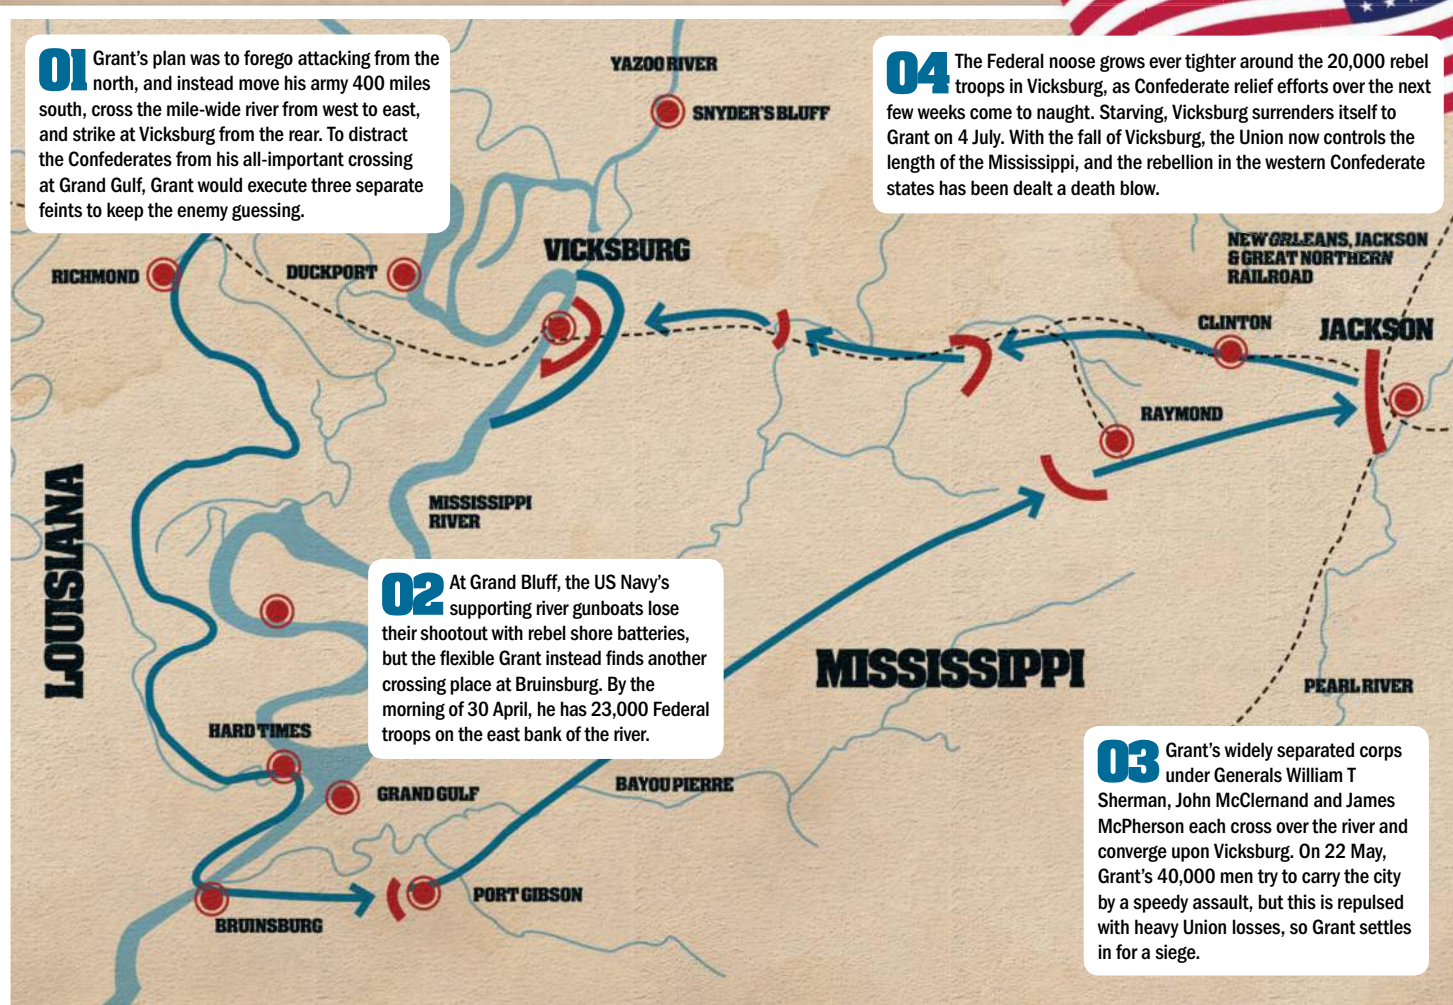 01 Grant's plan was to forego attacking from the
north, and instead move his army 400 miles
south, cross the mile-wide river from west to east,
and strike at Vicksburg from the rear. To distract
the Confederates from his all-important crossing
at Grand Gulf, Grant would execute three separate
feints to keep the enemy guessing.
YAZOO RIVER
SNYDER'S BLUFF
04 The Federal noose grows ever tighter around the 20,000 rebel
troops in Vicksburg, as Confederate relief efforts over the next
few weeks come to naught. Starving, Vicksburg surrenders itself to
Grant on 4 July. With the fall of Vicksburg, the Union now controls the
length of the Mississippi, and the rebellion in the western Confederate
states has been dealt a death blow.
RICHMOND
DUCKPORT
VICKSBURG
NEW ORLEANS, JACKSON
& GREAT NORTHERN
RAILROAD
CLINTON
JACKSON
RAYMOND
LOUISIANA
MISSISSIPPI
RIVER
02 At Grand Bluff, the US Navy's
supporting river gunboats lose
their shootout with rebel shore batteries,
but the flexible Grant instead finds another
crossing place at Bruinsburg. By the
morning of 30 April, he has 23,000 Federal
troops on the east bank of the river.
MISSISSIPPI
PEARL RIVER
HARD TIMES
GRAND GULF
BAYOU PIERRE
PORT GIBSON
BRUINSBURG
03 Grant's widely separated corps
under Generals William T
Sherman, John McClernand and James
McPherson each cross over the river and
converge upon Vicksburg. On 22 May,
Grant's 40,000 men try to carry the city
by a speedy assault, but this is repulsed
with heavy Union losses, so Grant settles
in for a siege.